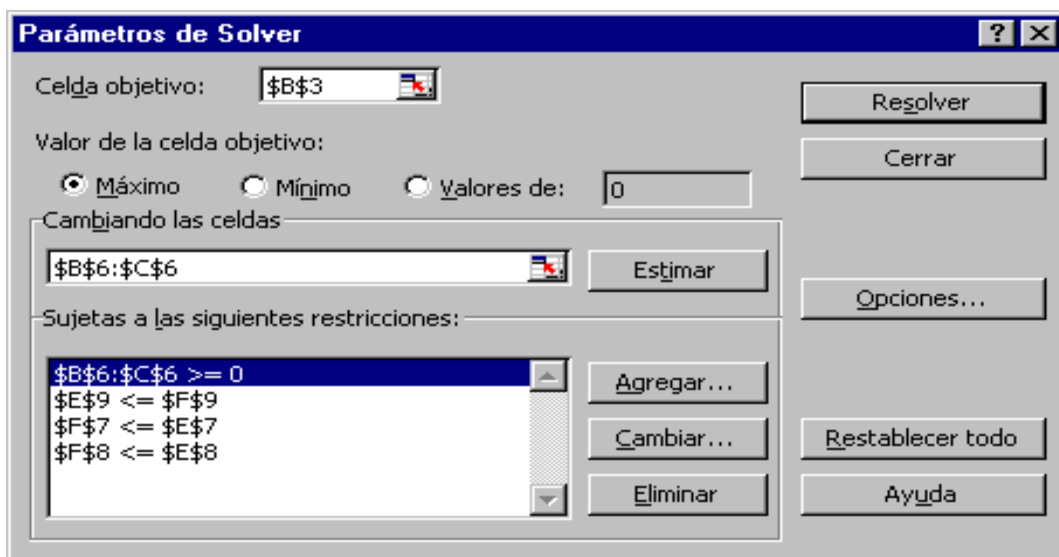 Parámetros de Solver
Celda objetivo: $B$3
Resolver
Valor de la celda objetivo:
Cerrar
Máximo Mínimo Valores de: 0
Cambiando las celdas
$B$6:$C$6 Estimar
Opciones...
Sujetas a las siguientes restricciones:
$B$6:$C$6 >= 0
$E$9 <= $F$9
$F$7 <= $E$7
$F$8 <= $E$8
Agregar...
Cambiar... Restablecer todo
Eliminar Ayuda